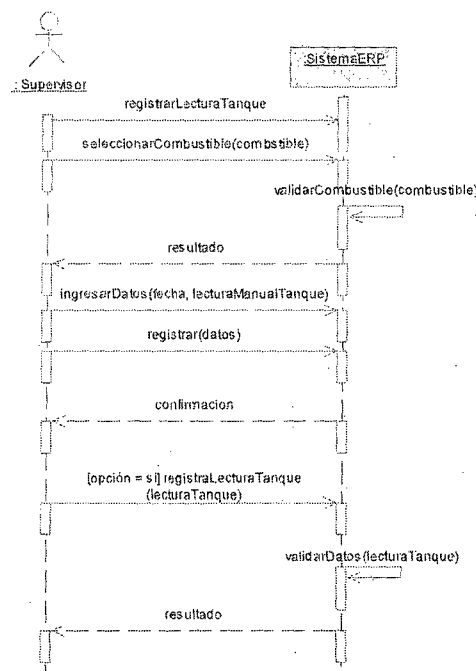 : Supervisor
:SistemaERP
registrarLecturaTanque
seleccionarCombustible(combstible)
validarCombustible(combustible)
resultado
ingresarDatos(fecha, lecturaManualTanque)
registrar(datos)
confirmacion
[opción = si] registraLecturaTanque
(lecturaTanque)
validarDatos(lecturaTanque)
resultado